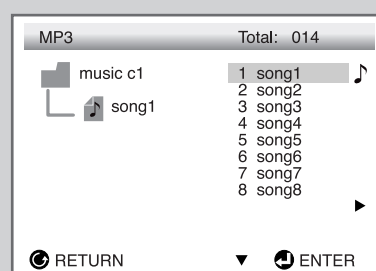 MP3 Total: 014
music c1
song1
1 song1
2 song2
3 song3
4 song4
5 song5
6 song6
7 song7
8 song8
RETURN ENTER